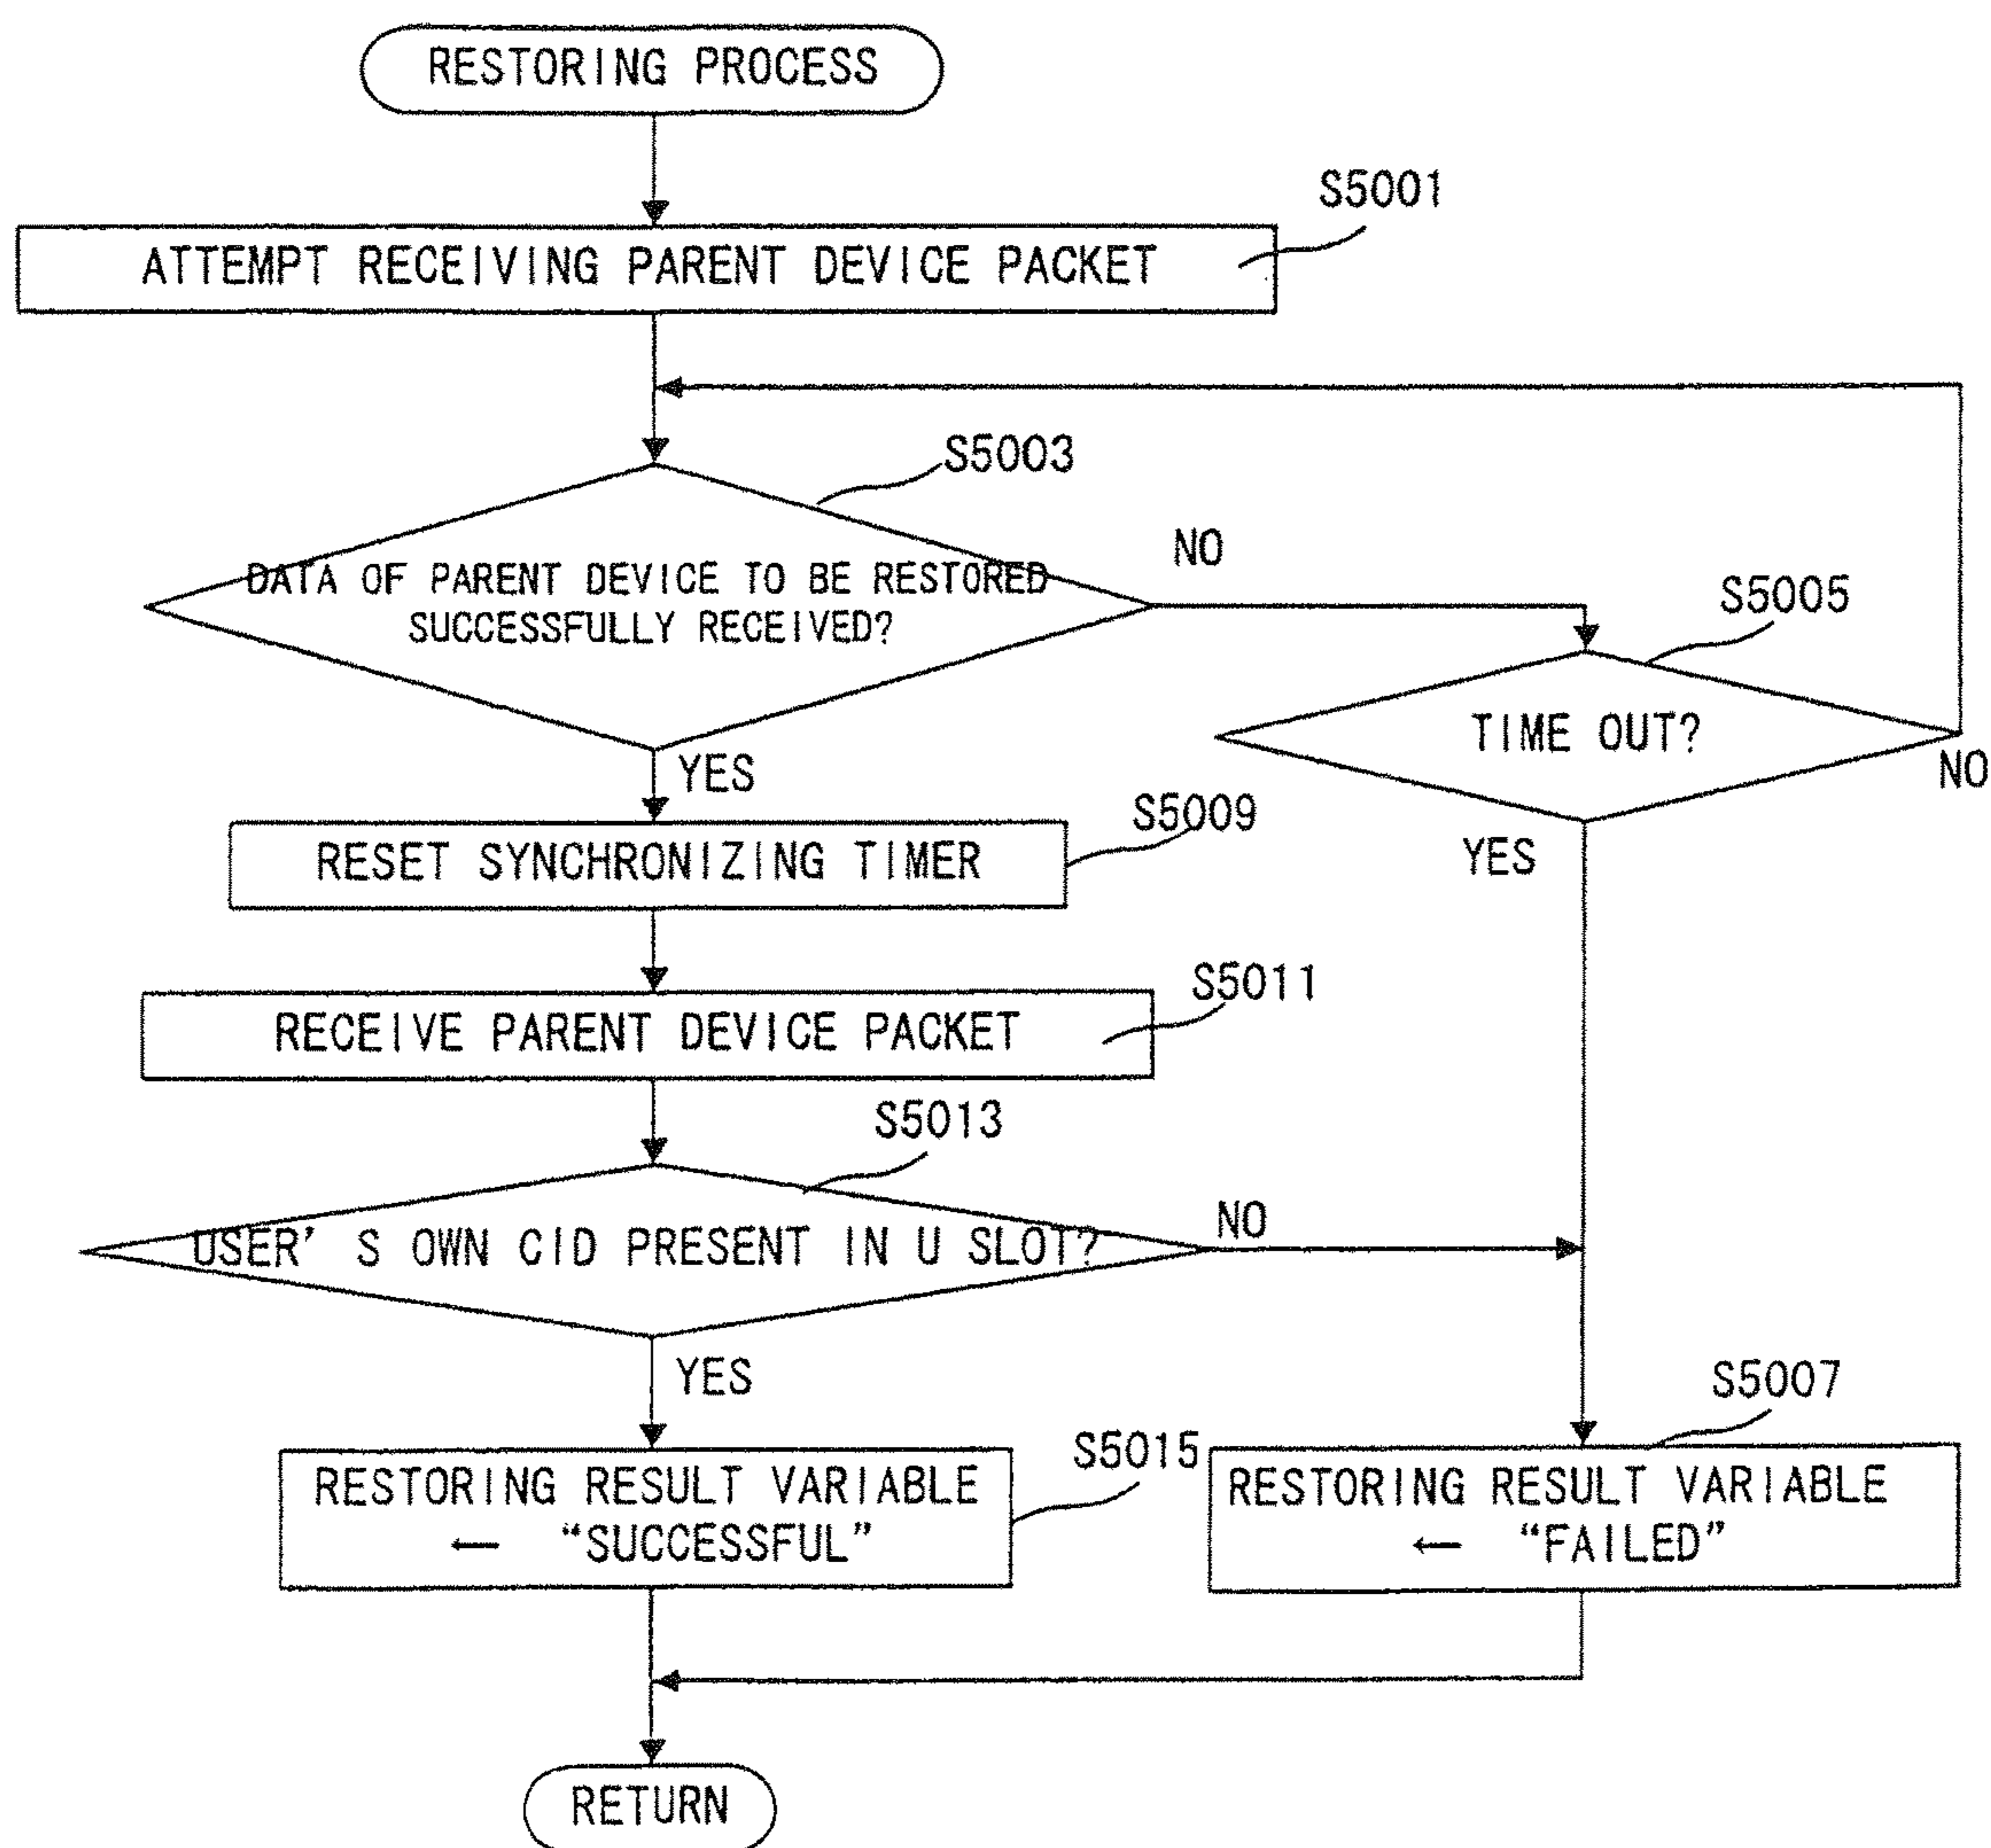 RESTORING PROCESS
S5001
ATTEMPT RECEIVING PARENT DEVICE PACKET
S5003
NO
DATA OF PARENT DEVICE TO BE RESTORED
SUCCESSFULLY RECEIVED?
S5005
TIME OUT?
NO
YES
YES
S5009
RESET SYNCHRONIZING TIMER
S5011
RECEIVE PARENT DEVICE PACKET
S5013
NO
USER' S OWN CID PRESENT IN U SLOT?
YES
S5007
S5015
RESTORING RESULT VARIABLE
← “SUCCESSFUL”
RESTORING RESULT VARIABLE
← “FAILED”
RETURN